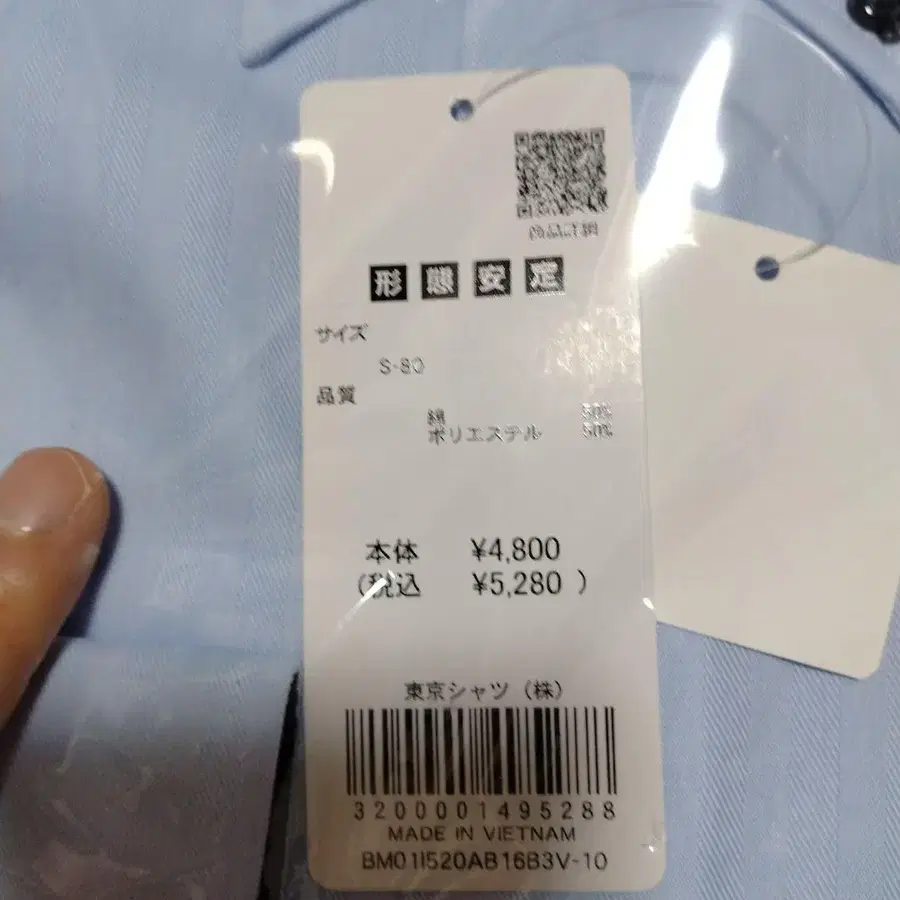 商品詳細
形態安定
サイズ
S-80
品質
綿 50%
ポリエステル 50%
本体 ¥4,800
(税込 ¥5,280 )
東京シャツ (株)
3200001495288
MADE IN VIETNAM
BM01I520AB16B3V-10